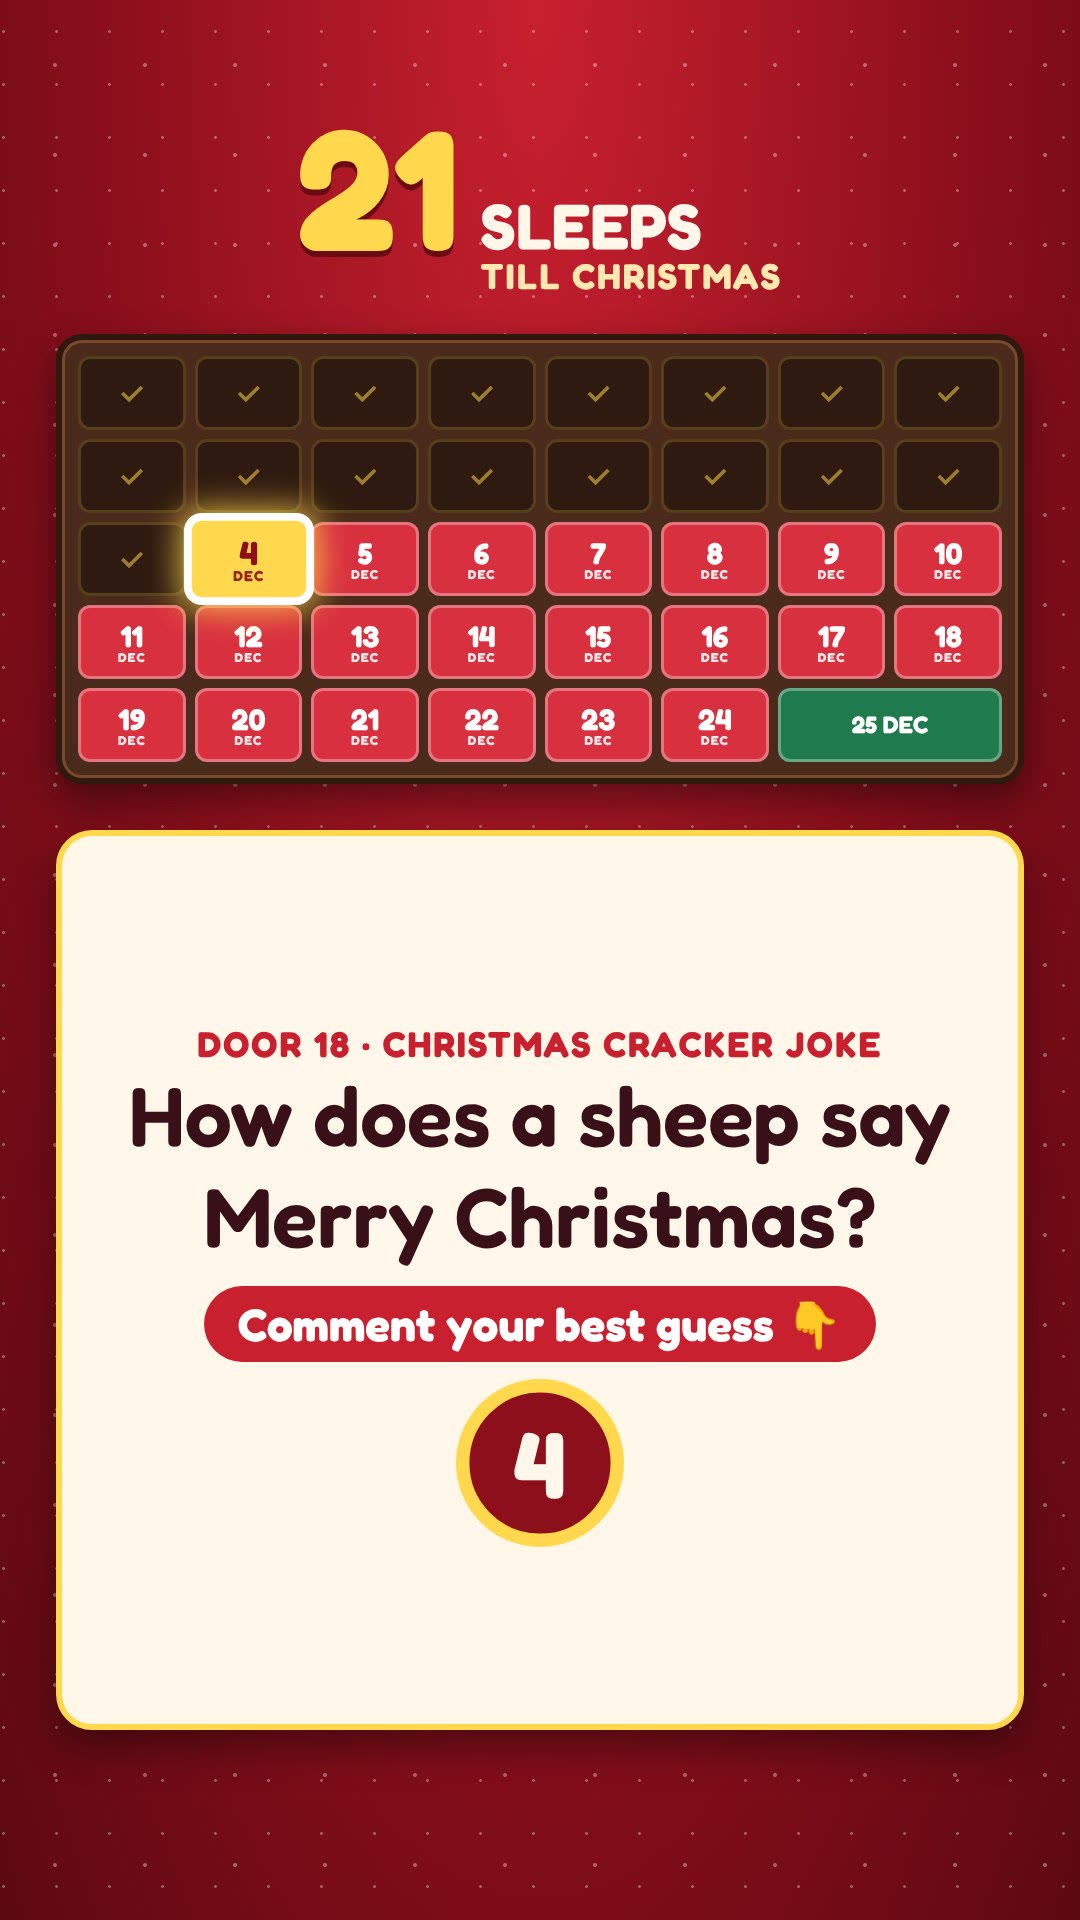 21 SLEEPS
TILL CHRISTMAS
4 DEC
5 DEC
6 DEC
7 DEC
8 DEC
9 DEC
10 DEC
11 DEC
12 DEC
13 DEC
14 DEC
15 DEC
16 DEC
17 DEC
18 DEC
19 DEC
20 DEC
21 DEC
22 DEC
23 DEC
24 DEC
25 DEC
DOOR 18 · CHRISTMAS CRACKER JOKE
How does a sheep say
Merry Christmas?
Comment your best guess 👇
4